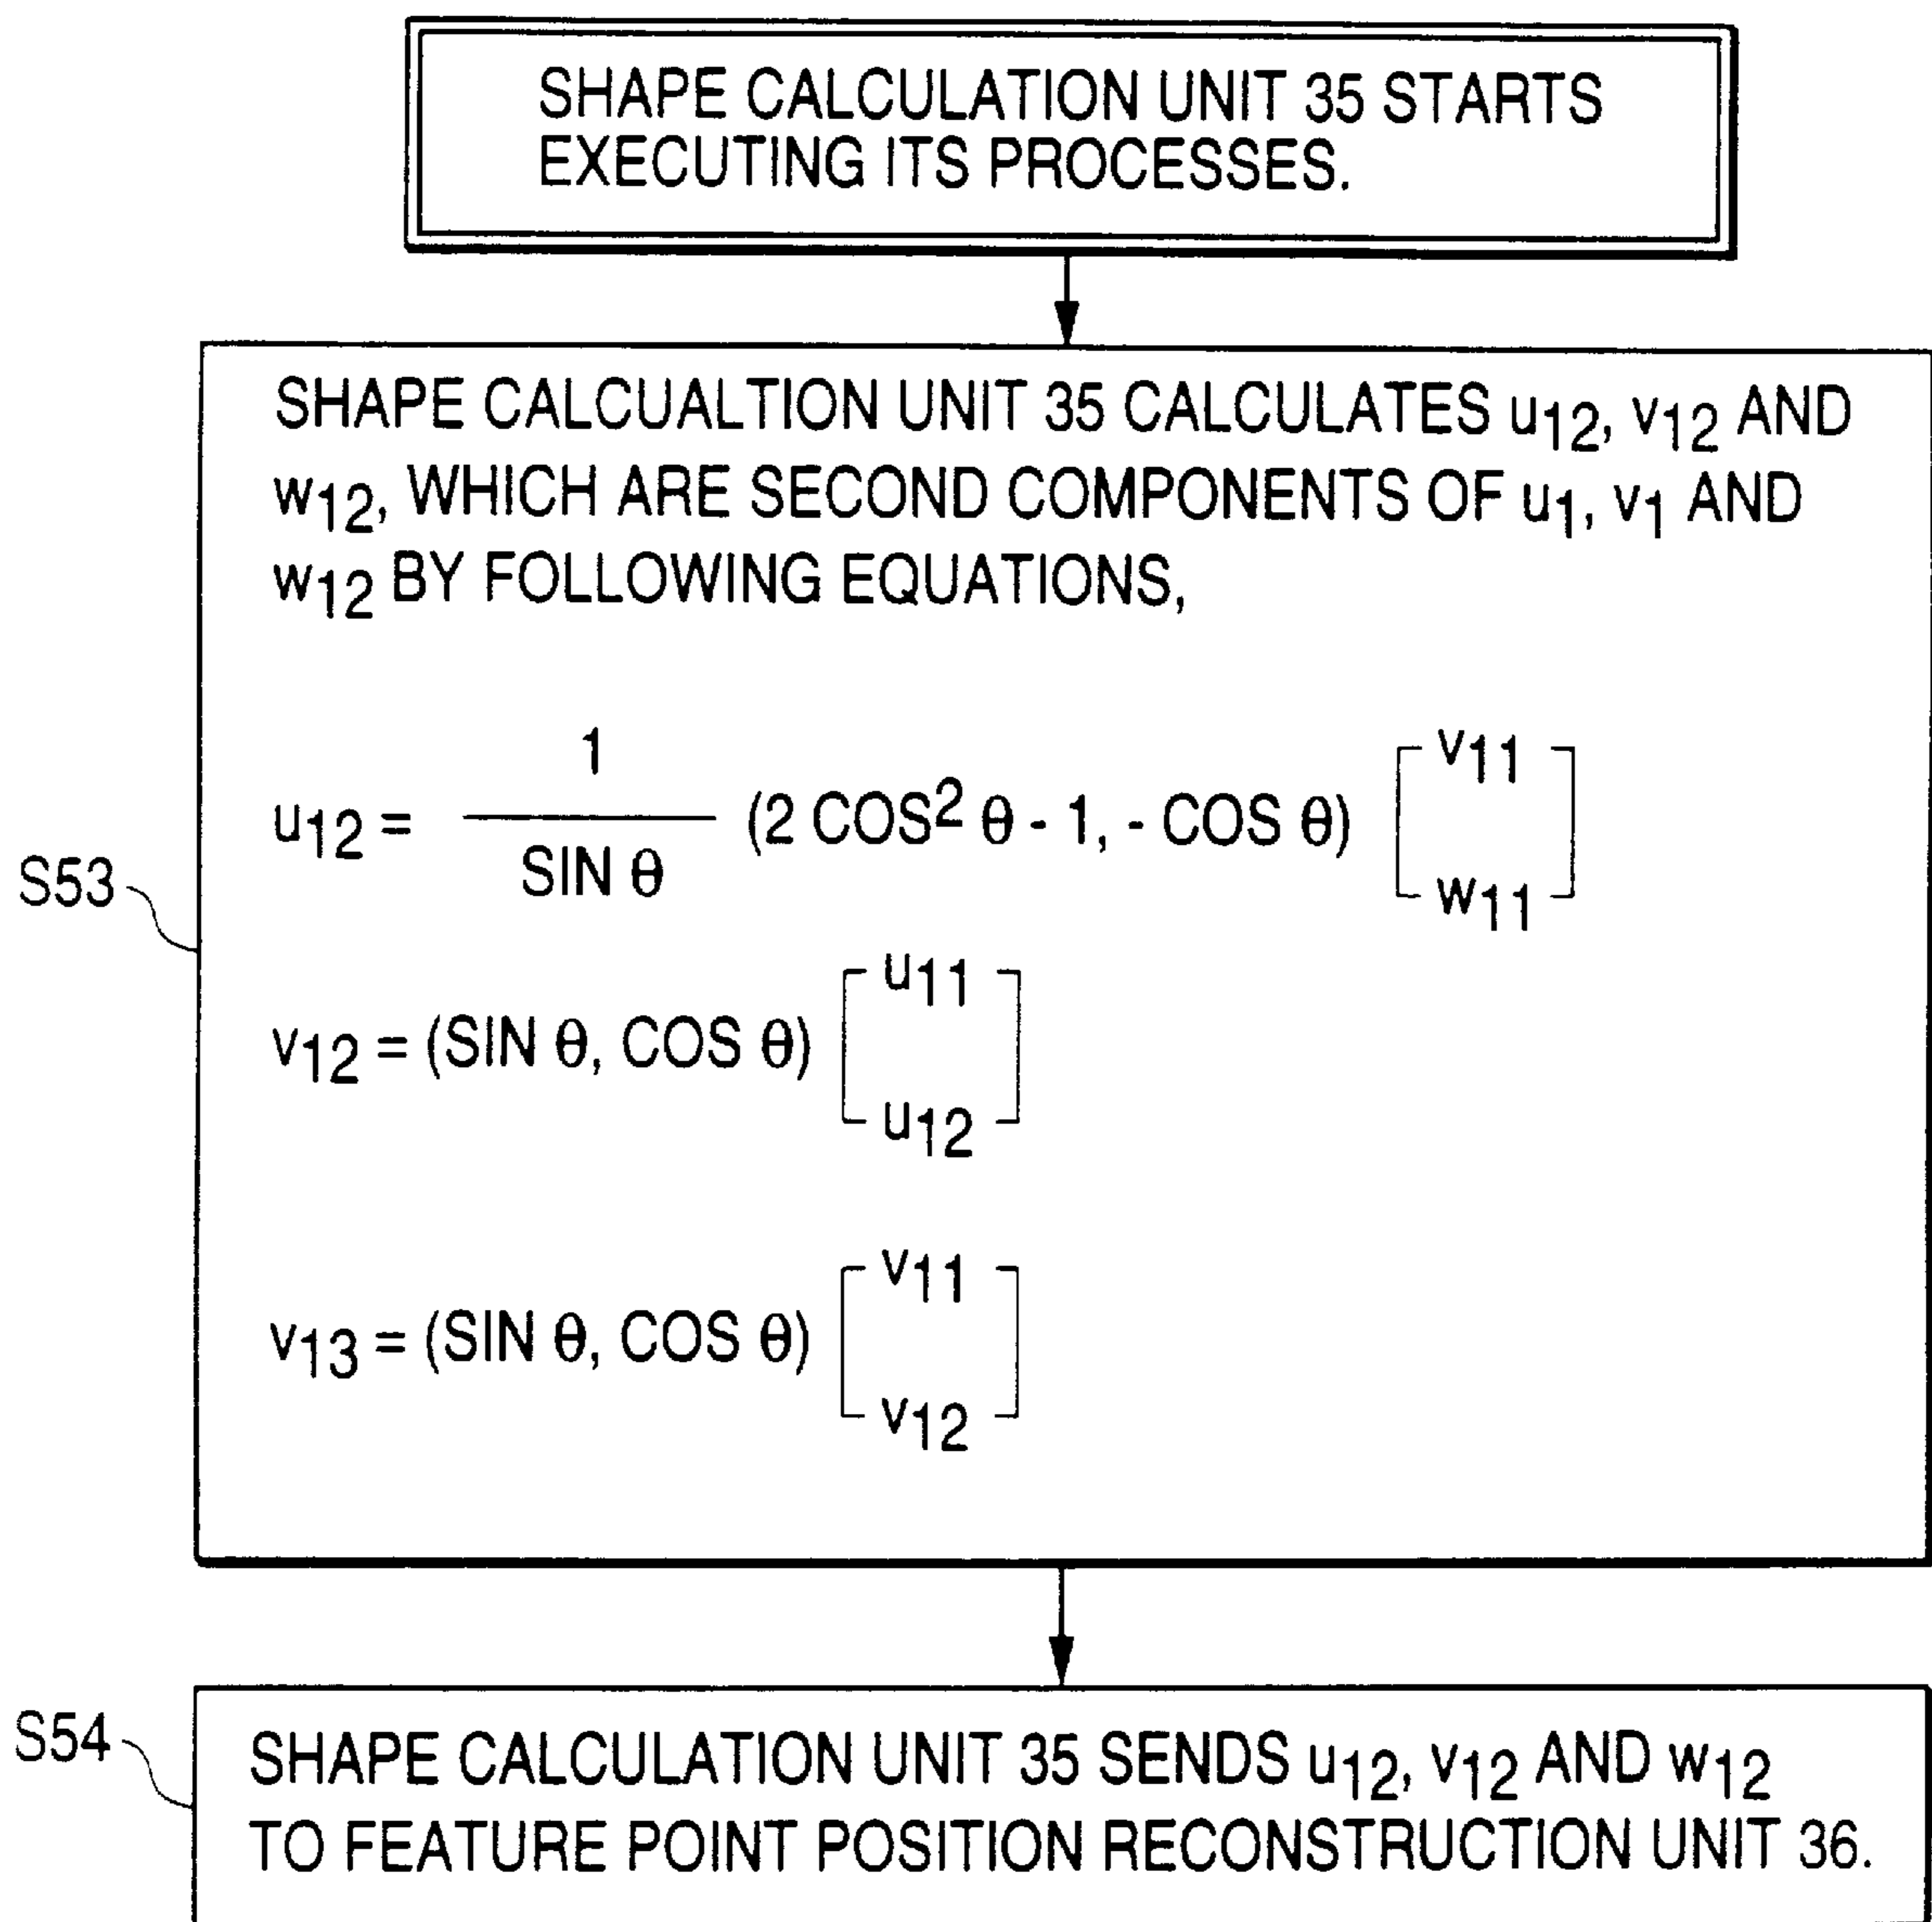 SHAPE CALCULATION UNIT 35 STARTS
EXECUTING ITS PROCESSES.
SHAPE CALCUALTION UNIT 35 CALCULATES u12, v12 AND
w12, WHICH ARE SECOND COMPONENTS OF u1, v1 AND
w12 BY FOLLOWING EQUATIONS,
u12 = 1 / SIN θ (2 COS² θ - 1, - COS θ) [ v11 w11 ]
S53
v12 = (SIN θ, COS θ) [ u11 u12 ]
v13 = (SIN θ, COS θ) [ v11 v12 ]
S54
SHAPE CALCULATION UNIT 35 SENDS u12, v12 AND w12
TO FEATURE POINT POSITION RECONSTRUCTION UNIT 36.